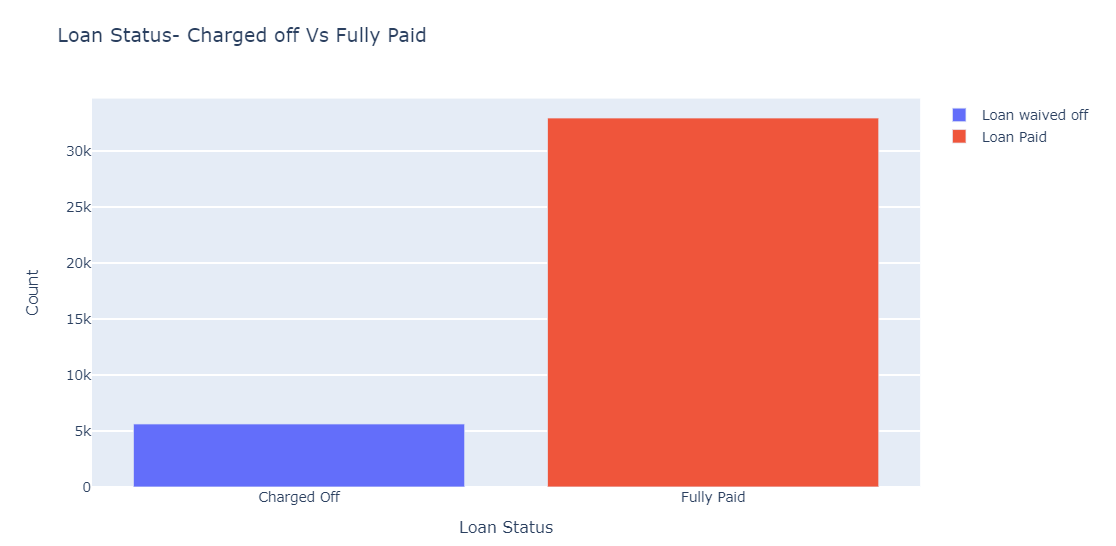 Loan Status- Charged off Vs Fully Paid
Loan waived off
Loan Paid
30k
25k
20k
15k
10k
5k
0
Count
Charged Off
Fully Paid
Loan Status